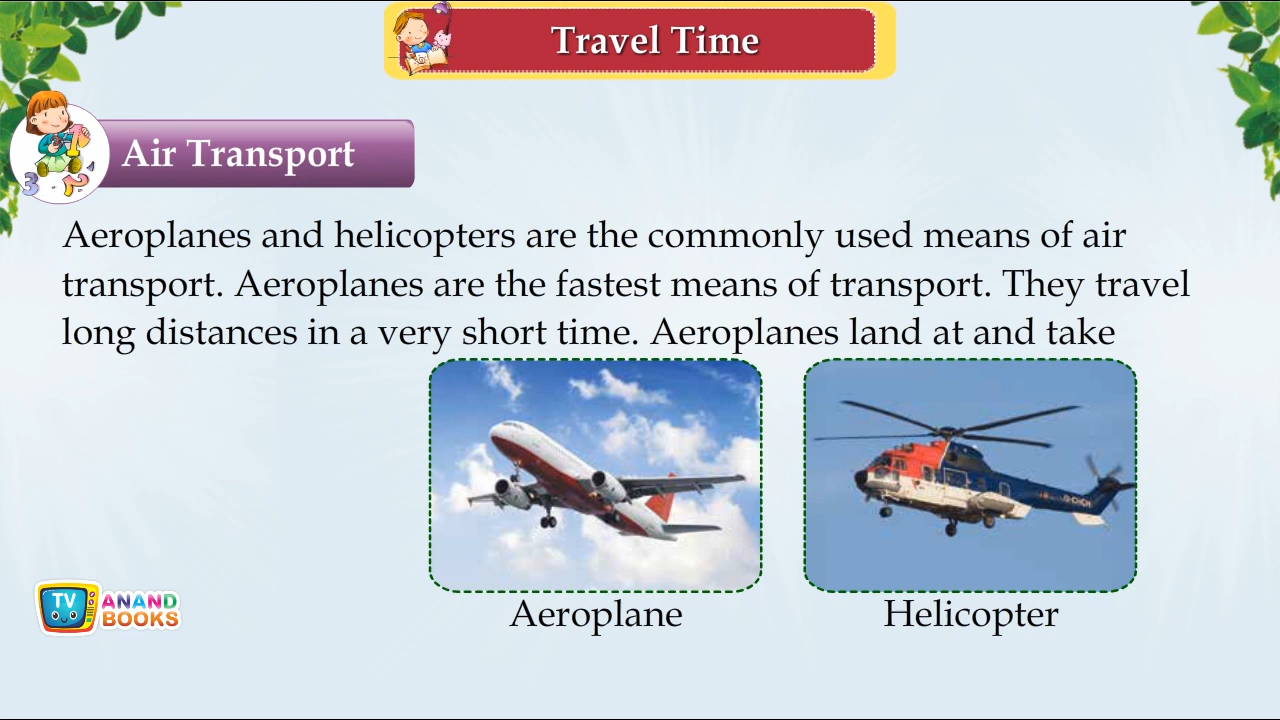 Travel Time
Air Transport
Aeroplanes and helicopters are the commonly used means of air
transport. Aeroplanes are the fastest means of transport. They travel
long distances in a very short time. Aeroplanes land at and take
Aeroplane
Helicopter
TV
ANAND
BOOKS